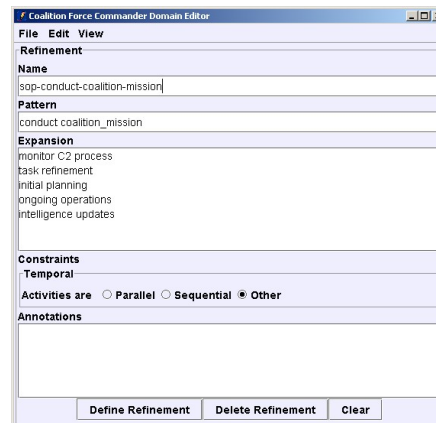 Coalition Force Commander Domain Editor
File Edit View
Refinement
Name
sop-conduct-coalition-mission
Pattern
conduct coalition_mission
Expansion
monitor C2 process
task refinement
initial planning
ongoing operations
intelligence updates
Constraints
Temporal
Activities are Parallel Sequential Other
Annotations
Define Refinement Delete Refinement Clear